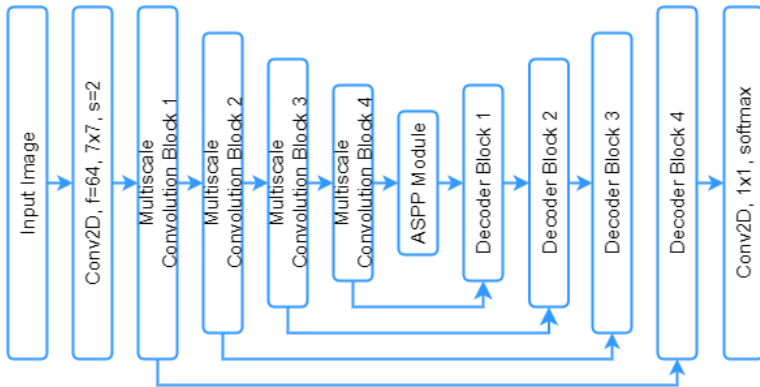 Input Image
Conv2D, f=64, 7x7, s=2
Multiscale
Convolution Block 1
Multiscale
Convolution Block 2
Multiscale
Convolution Block 3
Multiscale
Convolution Block 4
ASPP Module
Decoder Block 1
Decoder Block 2
Decoder Block 3
Decoder Block 4
Conv2D, 1x1, softmax